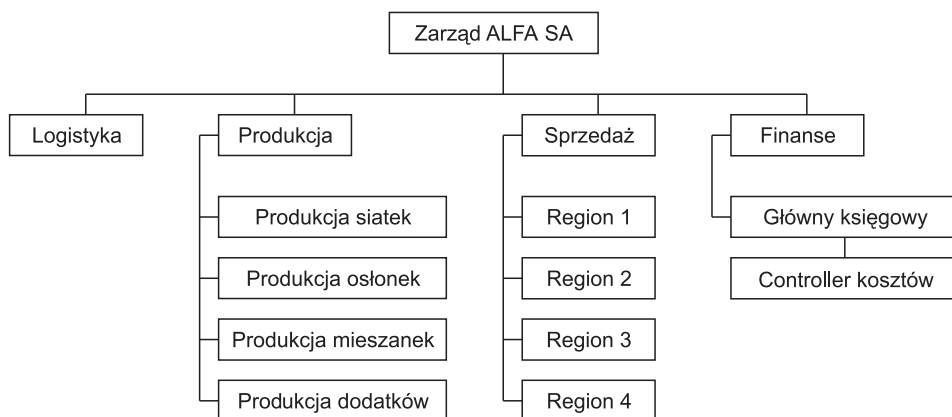 Zarząd ALFA SA
Logistyka
Produkcja
Sprzedaż
Finanse
Produkcja siatek
Produkcja osłonek
Produkcja mieszanek
Produkcja dodatków
Region 1
Region 2
Region 3
Region 4
Główny księgowy
Controller kosztów